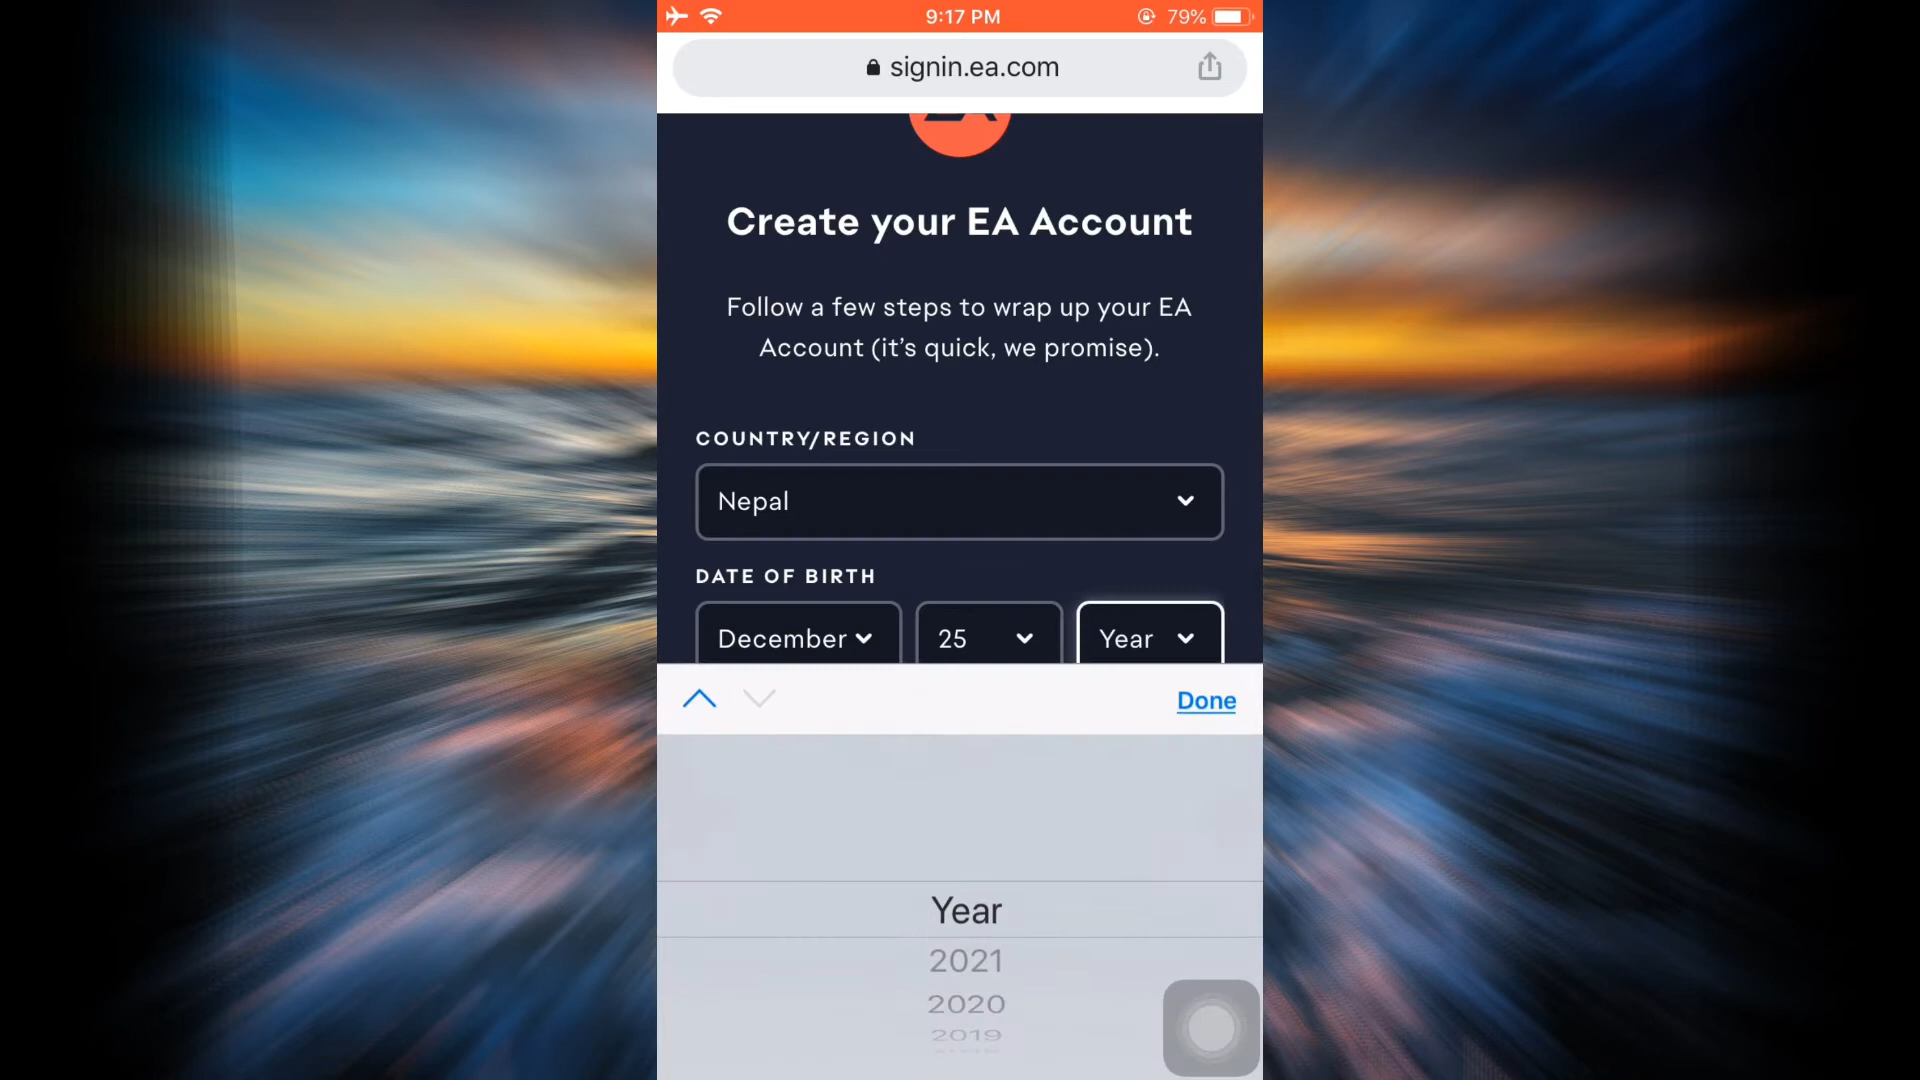 9:17 PM
79%
signin.ea.com
Create your EA Account
Follow a few steps to wrap up your EA
Account (it's quick, we promise).
COUNTRY/REGION
Nepal
DATE OF BIRTH
December 25 Year
Done
Year
2021
2020
2019